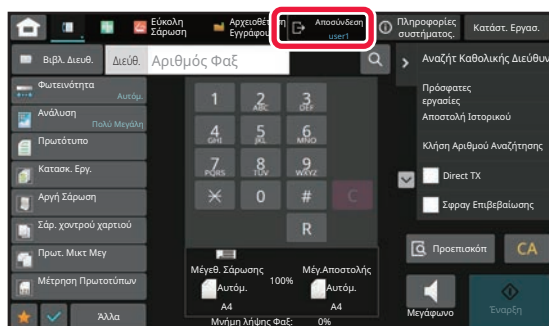 Εύκολη
Σάρωση
Αρχειοθέτηση
Εγγράφου
Αποσύνδεση
user1
Πληροφορίες
συστήματος.
Κατάστ. Εργασ.
Βιβλ. Διευθ.
Διεύθ.
Αριθμός Φαξ
Αναζήτ Καθολικής Διεύθυν
Φωτεινότητα
Αυτόμ.
Ανάλυση
Πολύ Μεγάλη
Πρωτότυπο
Κατασκ. Εργ.
Αργή Σάρωση
Σάρ. χοντρού χαρτιού
Πρωτ. Μικτ Μεγ
Μέτρηση Πρωτοτύπων
Άλλα
1
2
ABC
3
DEF
4
GHI
5
JKL
6
MNO
7
PQRS
8
TUV
9
WXYZ
0
#
C
R
Πρόσφατες
εργασίες
Αποστολή Ιστορικού
Κλήση Αριθμού Αναζήτησης
Direct TX
Σφραγ Επιβεβαίωσης
Προεπισκόπ
CA
Μεγάφωνο
Έναρξη
Μέγεθ. Σάρωσης
Μέγ.Αποστολής
Αυτόμ.
100%
Αυτόμ.
A4
A4
Μνήμη λήψης Φαξ:
0%